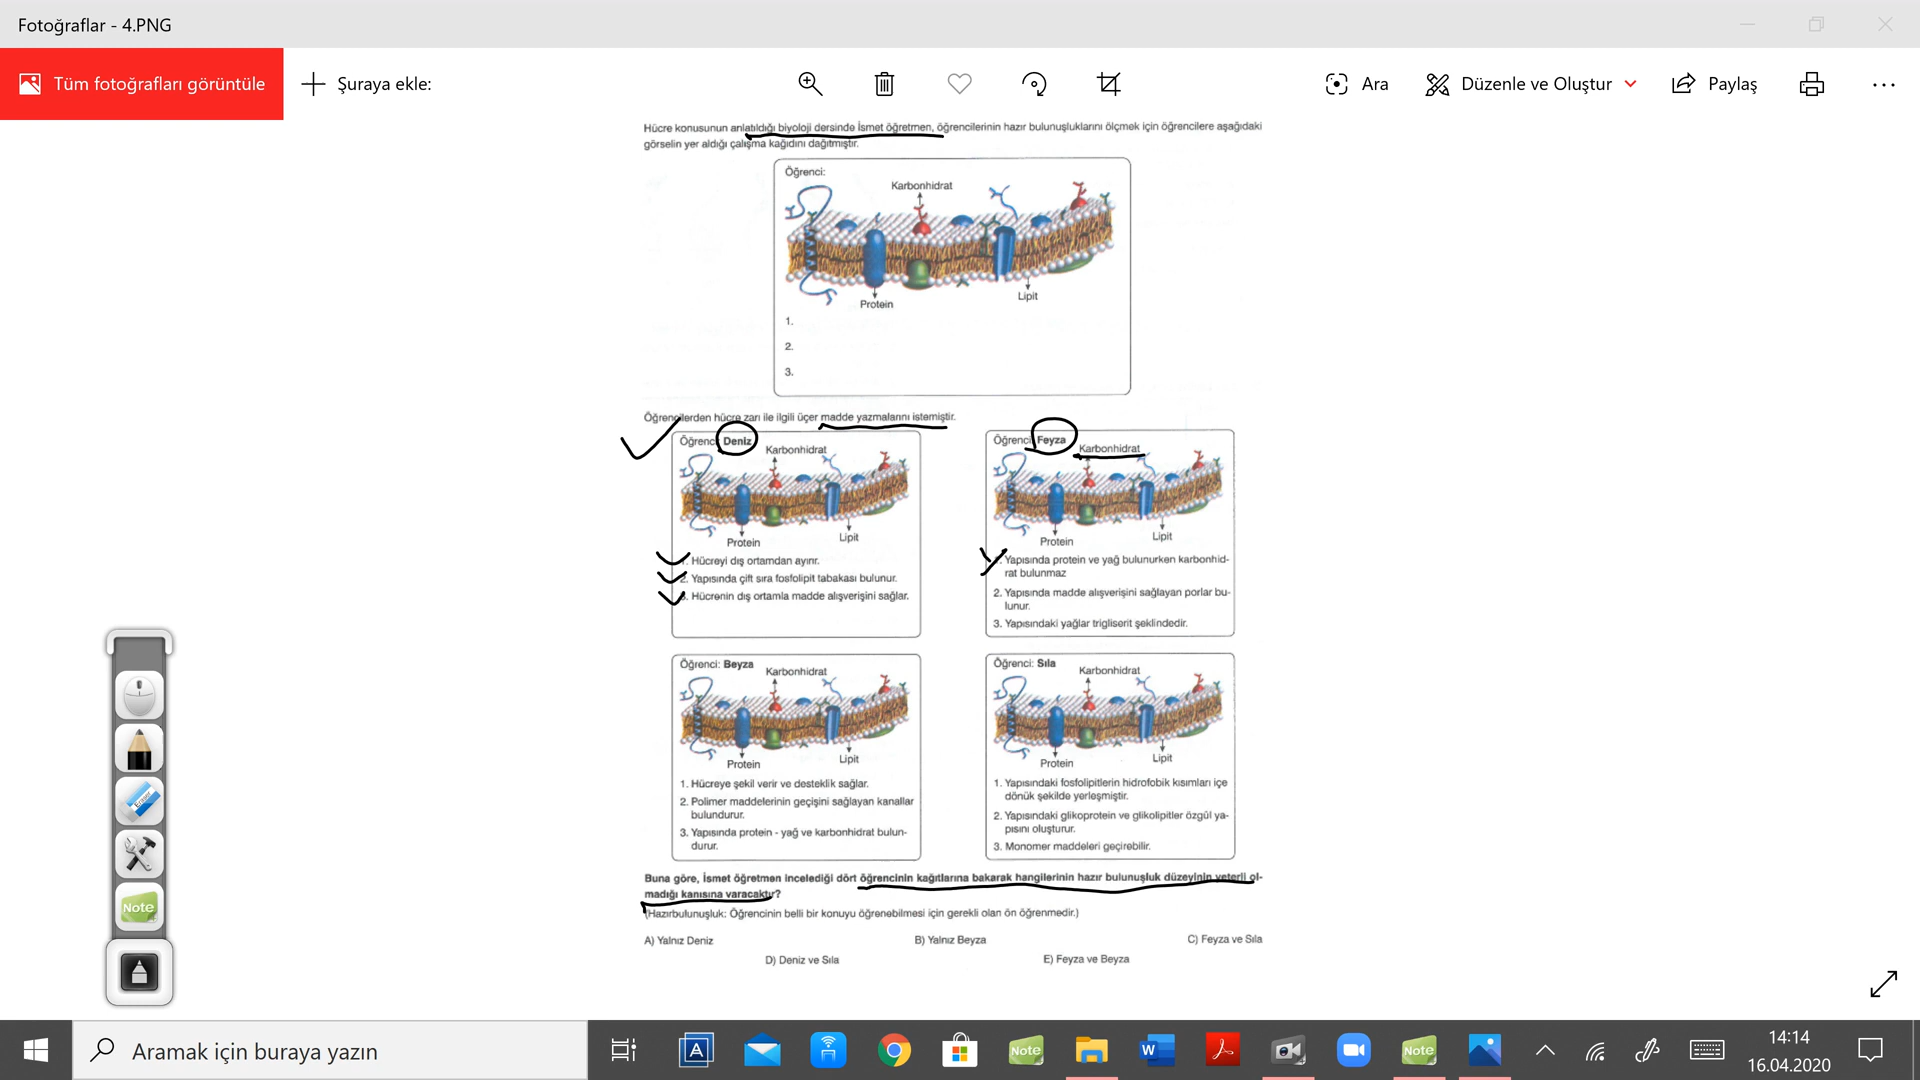 Fotoğraflar - 4.PNG
Tüm fotoğrafları görüntüle
Şuraya ekle:
Ara
Düzenle ve Oluştur
Paylaş
Hücre konusunun anlatıldığı biyoloji dersinde İsmet öğretmen, öğrencilerinin hazır bulunuşluklarını ölçmek için öğrencilere aşağıdaki
görselin yer aldığı çalışma kağıdını dağıtmıştır.
Öğrenci:
Karbonhidrat
Protein
Lipit
1.
2.
3.
Öğrencilerden hücre zarı ile ilgili üçer madde yazmalarını istemiştir.
Öğrenci: Deniz
Karbonhidrat
Protein
Lipit
1. Hücreyi dış ortamdan ayırır.
2. Yapısında çift sıra fosfolipit tabakası bulunur.
3. Hücrenin dış ortamla madde alışverişini sağlar.
Öğrenci: Feyza
Karbonhidrat
Protein
Lipit
1. Yapısında protein ve yağ bulunurken karbonhid-
rat bulunmaz
2. Yapısında madde alışverişini sağlayan porlar bu-
lunur.
3. Yapısındaki yağlar trigliserit şeklindedir.
Öğrenci: Beyza
Karbonhidrat
Protein
Lipit
1. Hücreye şekil verir ve desteklik sağlar.
2. Polimer maddelerinin geçişini sağlayan kanallar
bulundurur.
3. Yapısında protein - yağ ve karbonhidrat bulun-
durur.
Öğrenci: Sıla
Karbonhidrat
Protein
Lipit
1. Yapısındaki fosfolipitlerin hidrofobik kısımları içe
dönük şekilde yerleşmiştir.
2. Yapısındaki glikoprotein ve glikolipitler özgül ya-
pısını oluşturur.
3. Monomer maddeleri geçirebilir.
Buna göre, İsmet öğretmen incelediği dört öğrencinin kağıtlarına bakarak hangilerinin hazır bulunuşluk düzeyinin yeterli ol-
madığı kanısına varacaktır?
(Hazırbulunuşluk: Öğrencinin belli bir konuyu öğrenebilmesi için gerekli olan ön öğrenmedir.)
A) Yalnız Deniz
B) Yalnız Beyza
C) Feyza ve Sıla
D) Deniz ve Sıla
E) Feyza ve Beyza
Eraser
Note
Aramak için buraya yazın
A
Note
W
Note
14:14
16.04.2020